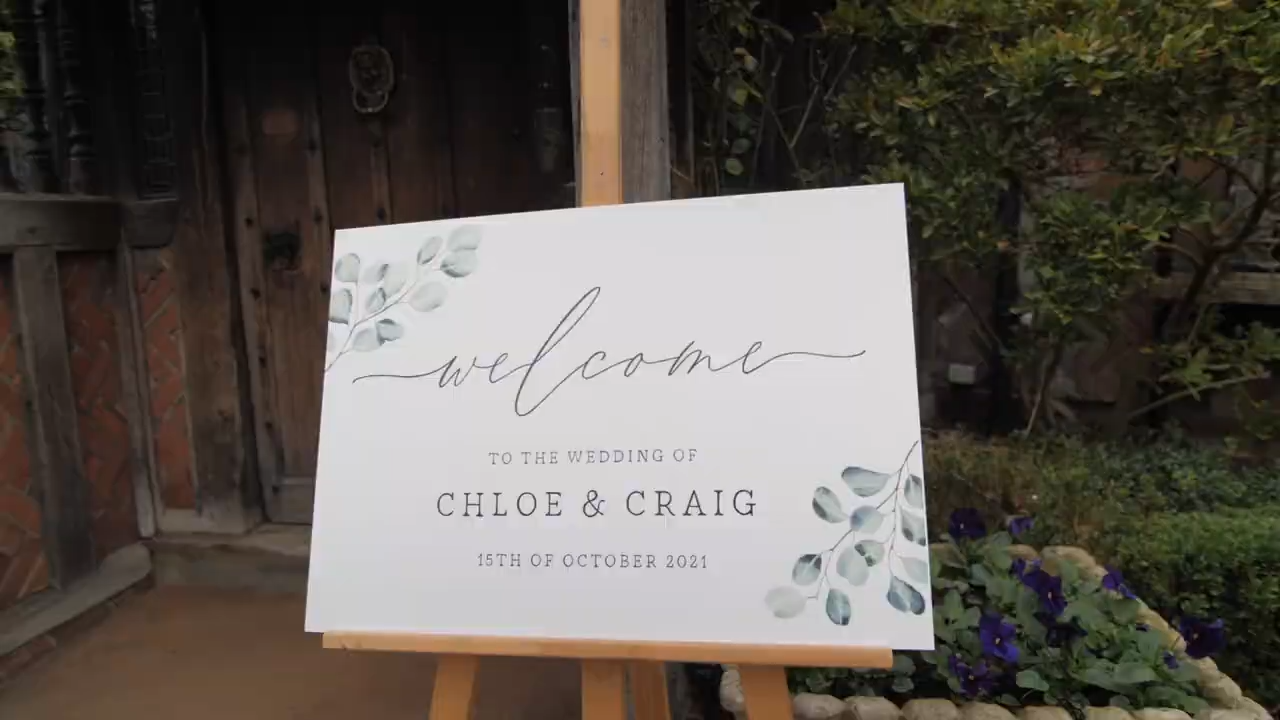 welcome
TO THE WEDDING OF
CHLOE & CRAIG
15TH OF OCTOBER 2021